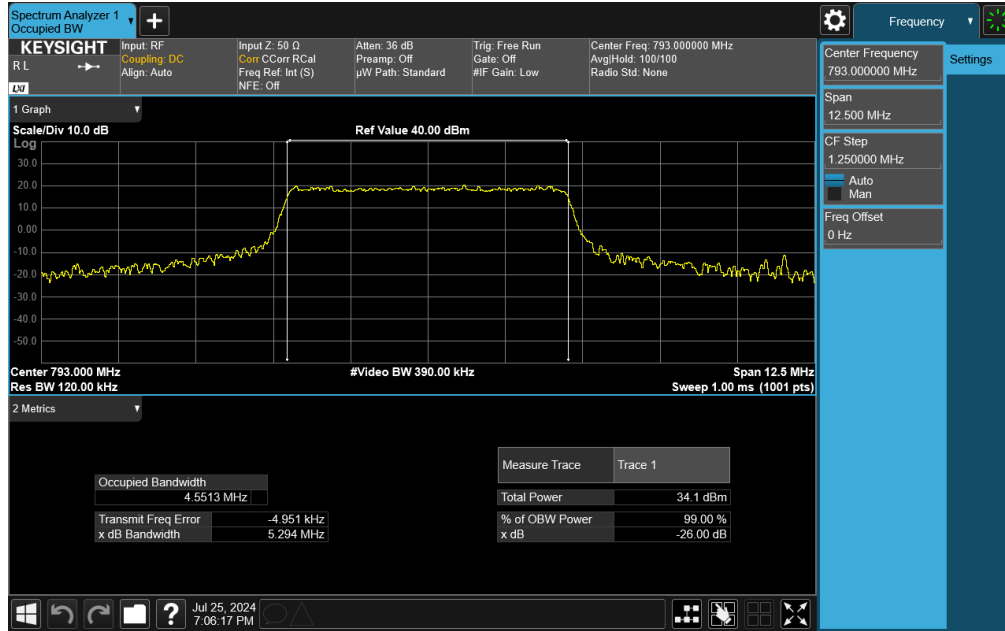 Spectrum Analyzer 1
Occupied BW
Frequency
KEYSIGHT
R L
LXI
Input: RF
Coupling: DC
Align: Auto
Input Z: 50 Ω
Corr CCorr RCal
Freq Ref: Int (S)
NFE: Off
Atten: 36 dB
Preamp: Off
µW Path: Standard
Trig: Free Run
Gate: Off
#IF Gain: Low
Center Freq: 793.000000 MHz
Avg|Hold: 100/100
Radio Std: None
Center Frequency
793.000000 MHz
Settings
Span
12.500 MHz
CF Step
1.250000 MHz
Auto
Man
Freq Offset
0 Hz
1 Graph
Scale/Div 10.0 dB
Ref Value 40.00 dBm
Log
30.0
20.0
10.0
0.00
-10.0
-20.0
-30.0
-40.0
-50.0
Center 793.000 MHz
#Video BW 390.00 kHz
Span 12.5 MHz
Res BW 120.00 kHz
Sweep 1.00 ms (1001 pts)
2 Metrics
Measure Trace Trace 1
Occupied Bandwidth
4.5513 MHz
Total Power 34.1 dBm
Transmit Freq Error -4.951 kHz
% of OBW Power 99.00 %
x dB Bandwidth 5.294 MHz
x dB -26.00 dB
?
Jul 25, 2024
7:06:17 PM